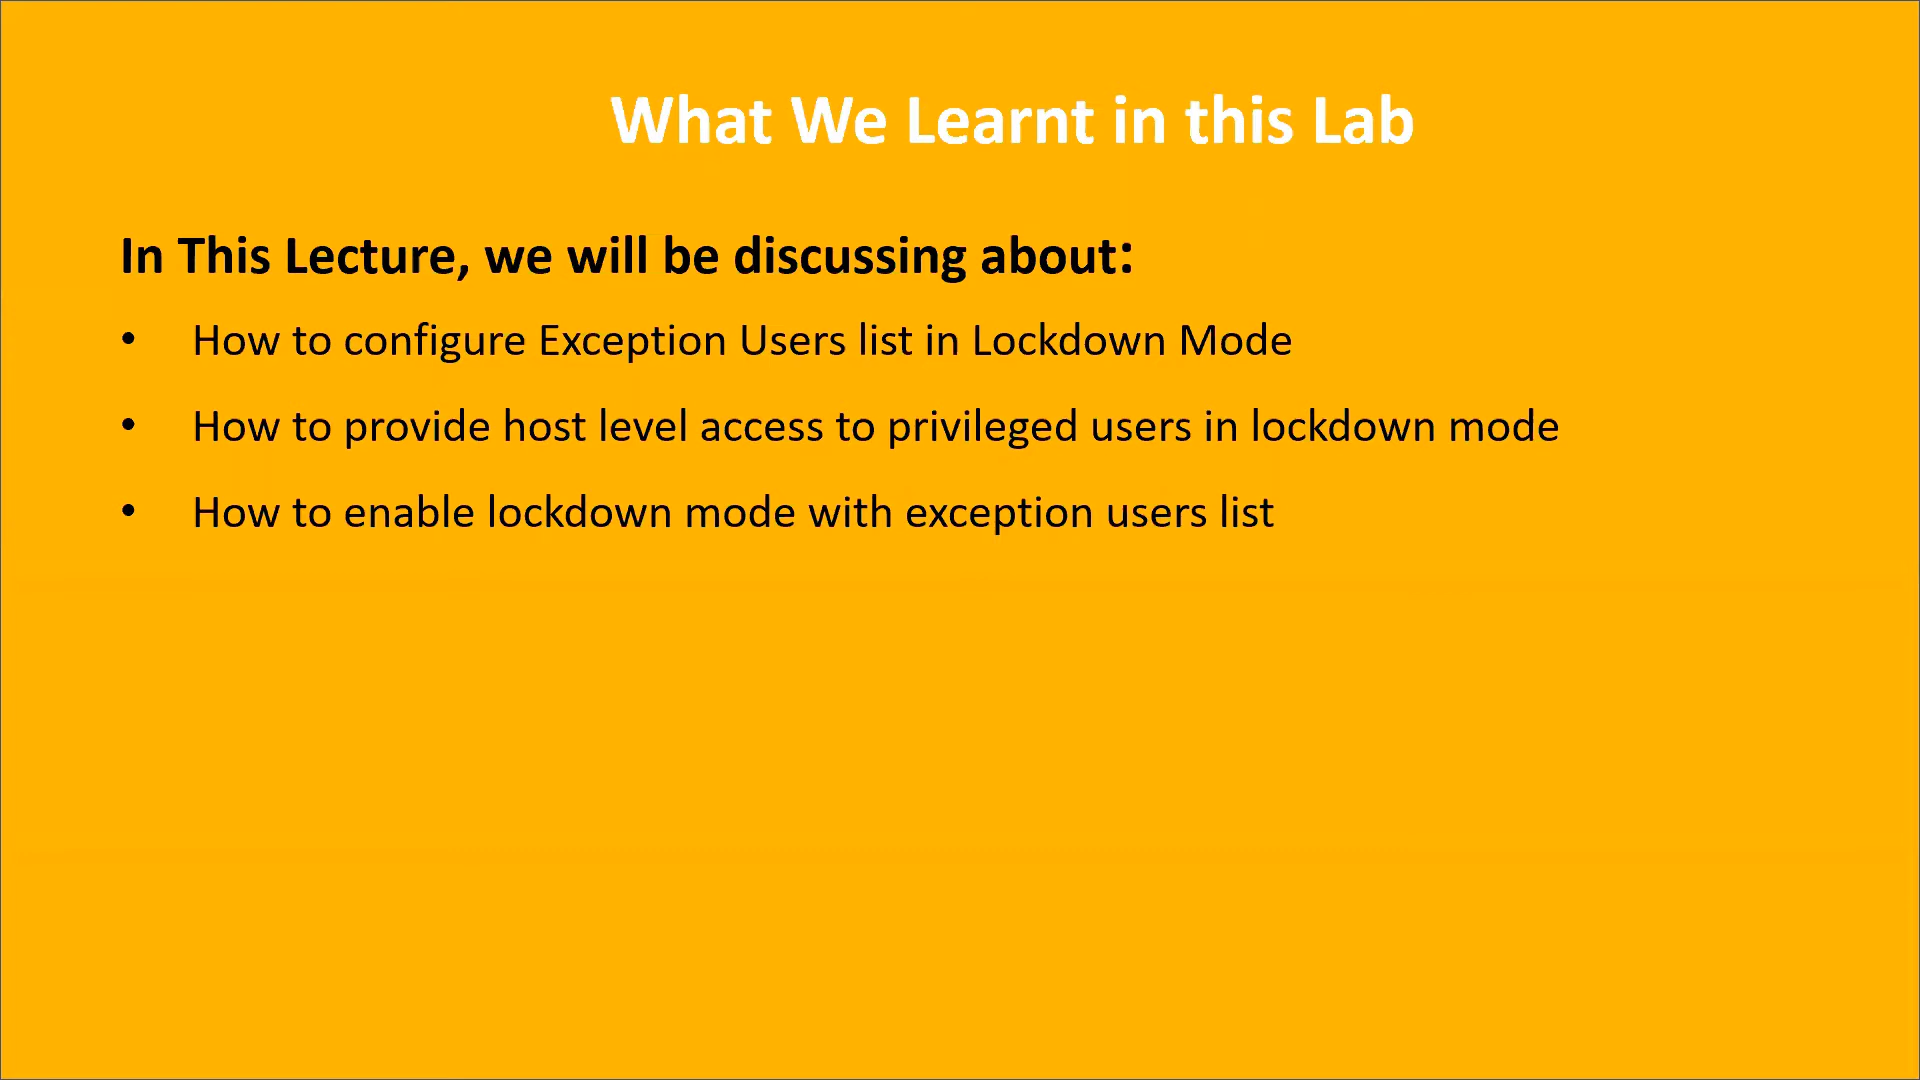 What We Learnt in this Lab
In This Lecture, we will be discussing about:
• How to configure Exception Users list in Lockdown Mode
• How to provide host level access to privileged users in lockdown mode
• How to enable lockdown mode with exception users list